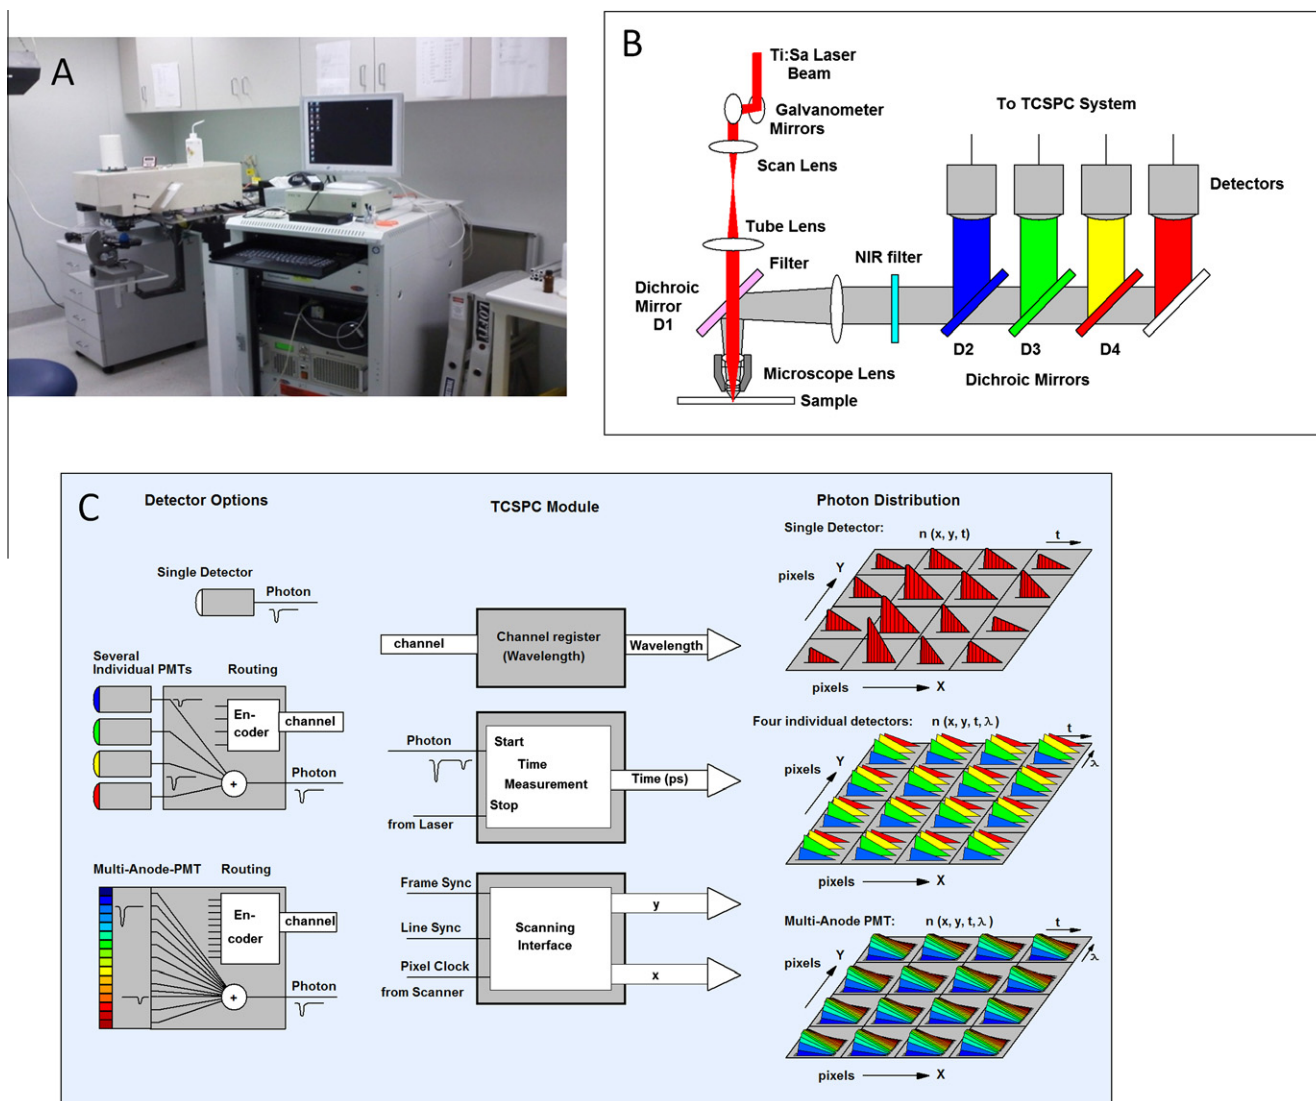 A
B
Ti:Sa Laser
Beam
Galvanometer
Mirrors
Scan Lens
Tube Lens
Filter
NIR filter
Dichroic
Mirror
D1
Microscope Lens
Sample
To TCSPC System
Detectors
D2
D3
D4
Dichroic Mirrors
C
Detector Options
TCSPC Module
Photon Distribution
Single Detector
Photon
Several
Individual PMTs
Routing
En-
coder
channel
Photon
+
Multi-Anode-PMT
Routing
En-
coder
channel
Photon
+
channel
Channel register
(Wavelength)
Wavelength
Photon
Start
Time
Measurement
Stop
from Laser
Time (ps)
Frame Sync
Line Sync
Pixel Clock
from Scanner
Scanning
Interface
y
x
Single Detector:
n (x, y, t)
t
Y
pixels
pixels
X
Four individual detectors:
n (x, y, t, λ)
t
λ
Y
pixels
pixels
X
Multi-Anode PMT:
n (x, y, t, λ)
t
λ
Y
pixels
pixels
X